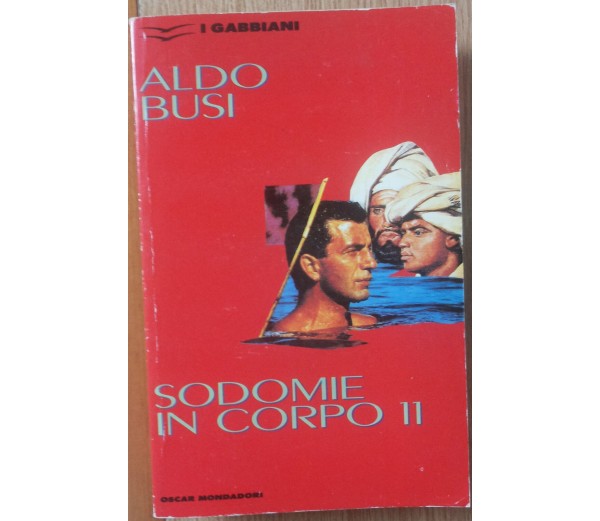 I GABBIANI
ALDO
BUSI
SODOMIE
IN CORPO 11
OSCAR MONDADORI